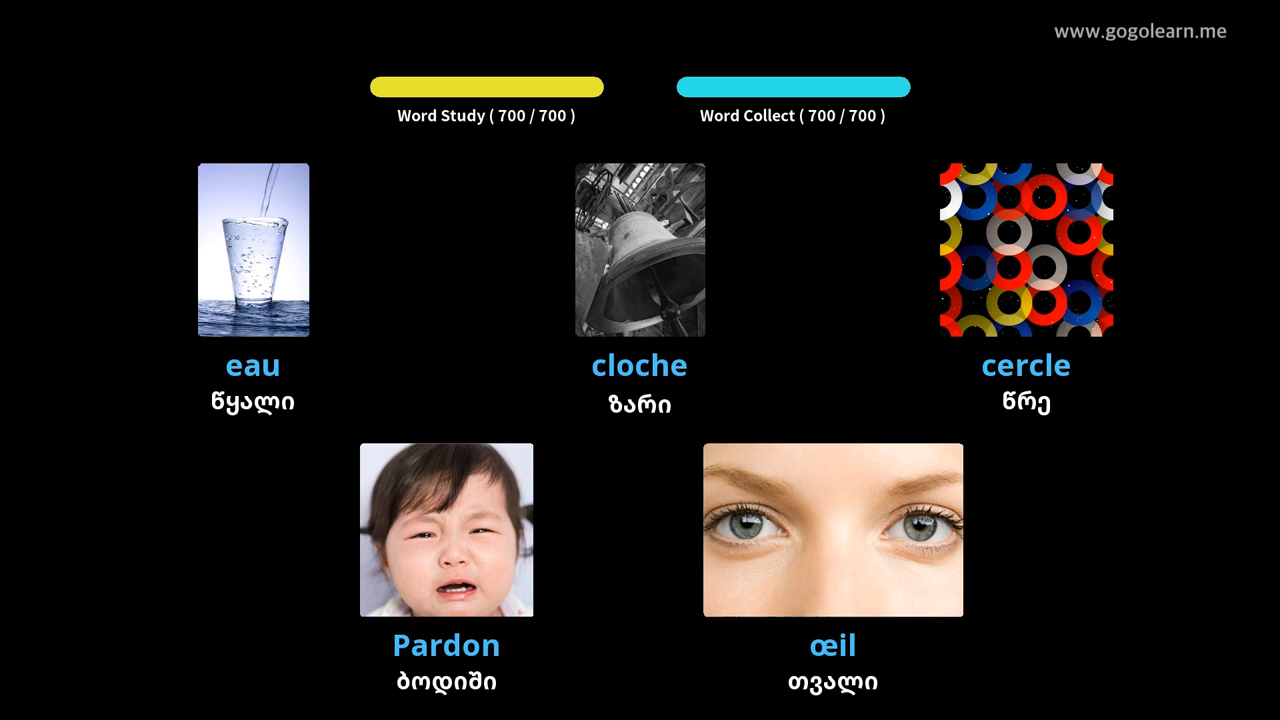 www.gogolearn.me
Word Study ( 700 / 700 )
Word Collect ( 700 / 700 )
eau
წყალი
cloche
ზარი
cercle
წრე
Pardon
ბოდიში
œil
თვალი